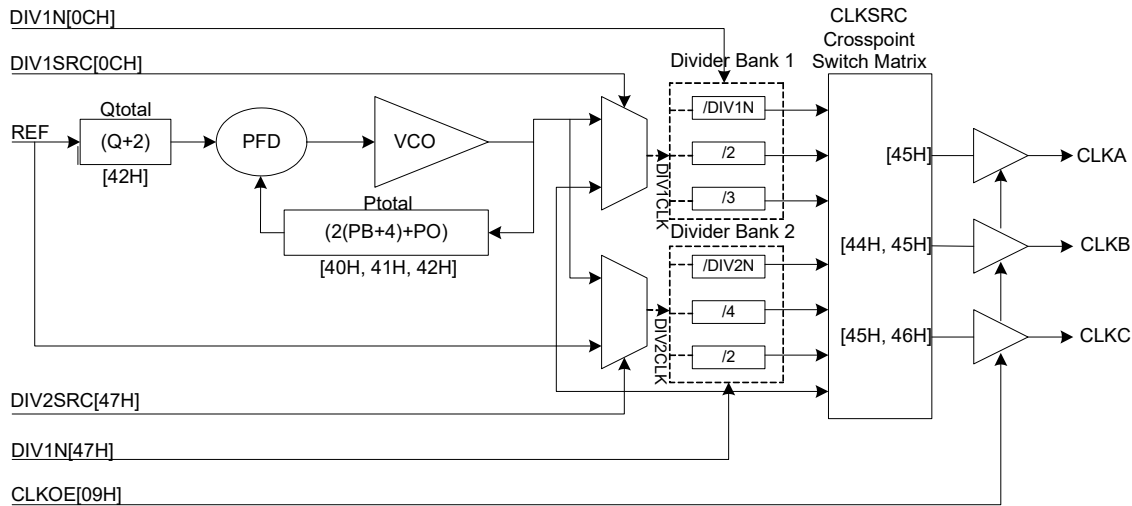 DIV1N[0CH]
CLKSRC
Crosspoint
Switch Matrix
DIV1SRC[0CH]
Divider Bank 1
Qtotal
/DIV1N
REF
(Q+2)
PFD
VCO
[45H]
CLKA
/2
[42H]
DIV1CLK
/3
Ptotal
(2(PB+4)+PO)
Divider Bank 2
[44H, 45H]
CLKB
[40H, 41H, 42H]
/DIV2N
/4
[45H, 46H]
CLKC
DIV2CLK
/2
DIV2SRC[47H]
DIV1N[47H]
CLKOE[09H]